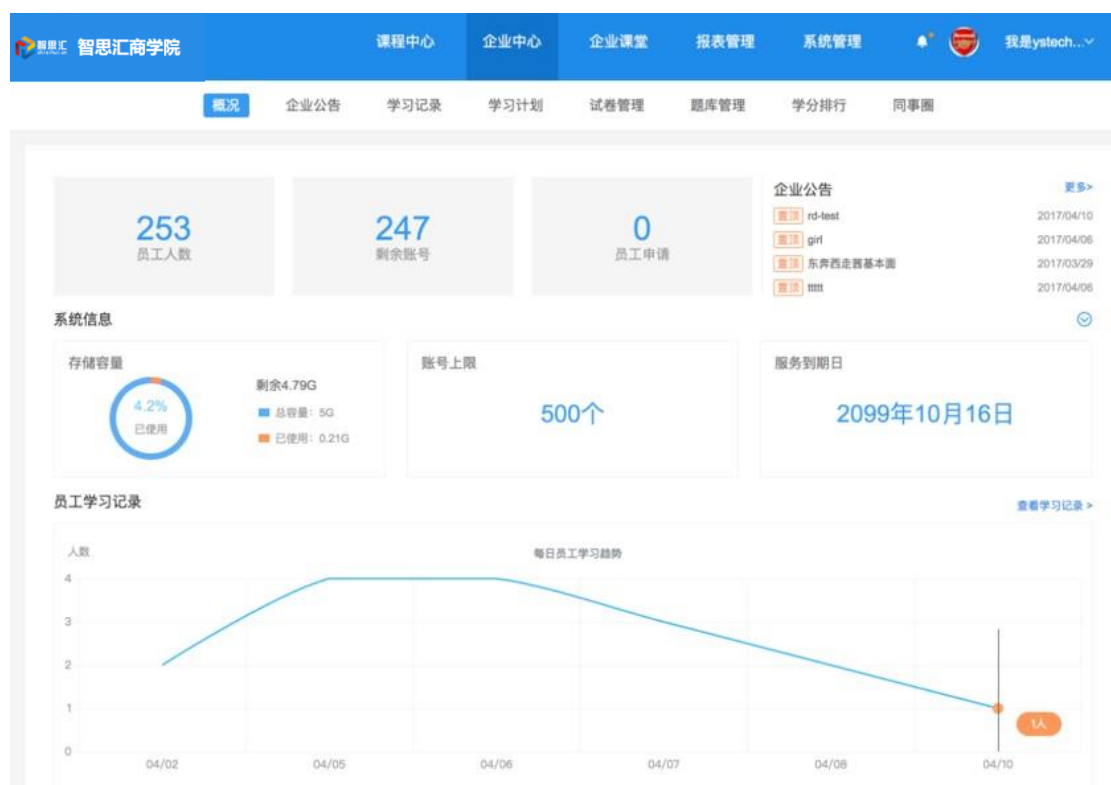 智思汇 智思汇商学院 课程中心 企业中心 企业课堂 报表管理 系统管理 我是ystech...
概况 企业公告 学习记录 学习计划 试卷管理 题库管理 学分排行 同事圈
253
员工人数
247
剩余账号
0
员工申请
企业公告 更多>
置顶 rd-test 2017/04/10
置顶 girl 2017/04/06
置顶 东奔西走茜基本面 2017/03/29
置顶 tttt 2017/04/06
系统信息
存储容量
4.2%
已使用
剩余4.79G
总容量：5G
已使用：0.21G
账号上限
500个
服务到期日
2099年10月16日
员工学习记录 查看学习记录 >
人数 每日员工学习趋势
4
3
2
1
0
1人
04/02 04/05 04/06 04/07 04/08 04/10